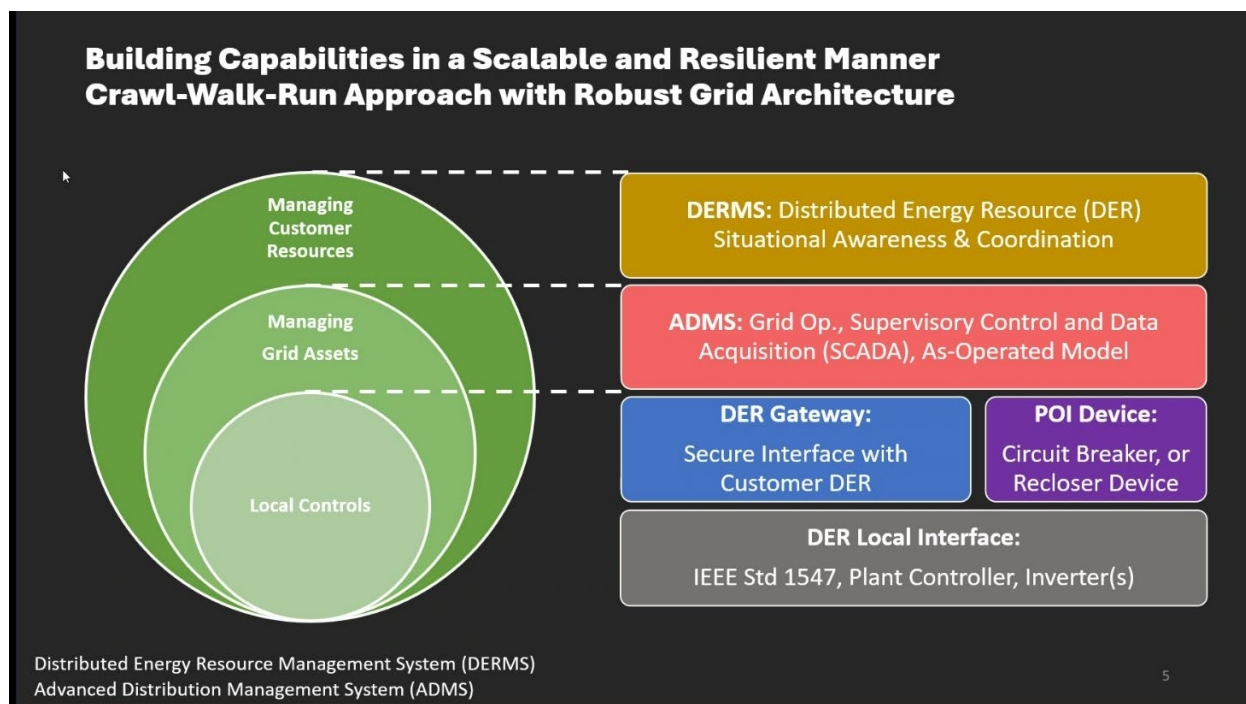 Building Capabilities in a Scalable and Resilient Manner
Crawl-Walk-Run Approach with Robust Grid Architecture
Managing
Customer
Resources
Managing
Grid Assets
Local Controls
DERMS: Distributed Energy Resource (DER)
Situational Awareness & Coordination
ADMS: Grid Op., Supervisory Control and Data
Acquisition (SCADA), As-Operated Model
DER Gateway:
Secure Interface with
Customer DER
POI Device:
Circuit Breaker, or
Recloser Device
DER Local Interface:
IEEE Std 1547, Plant Controller, Inverter(s)
Distributed Energy Resource Management System (DERMS)
Advanced Distribution Management System (ADMS)
5